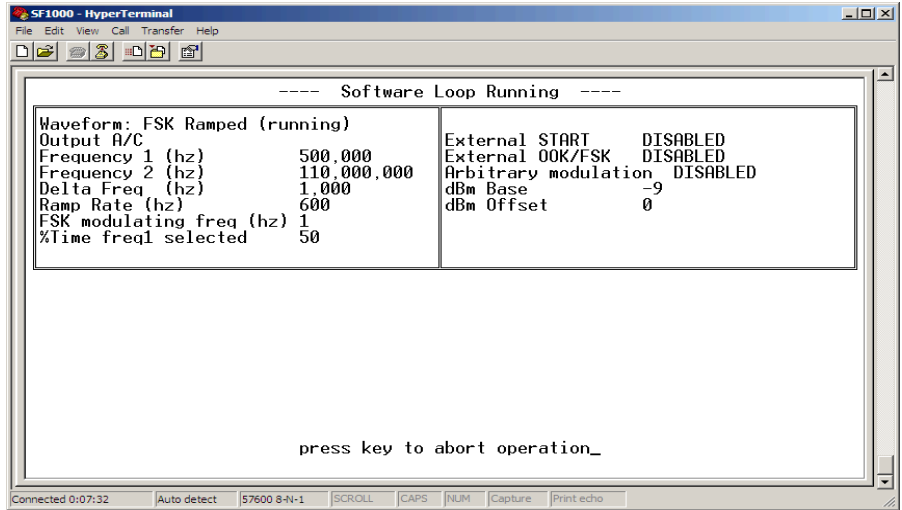 SF1000 - HyperTerminal
File Edit View Call Transfer Help
---- Software Loop Running ----
Waveform: FSK Ramped (running)
Output A/C
Frequency 1 (hz) 500,000
Frequency 2 (hz) 110,000,000
Delta Freq (hz) 1,000
Ramp Rate (hz) 600
FSK modulating freq (hz) 1
%Time freq1 selected 50
External START DISABLED
External OOK/FSK DISABLED
Arbitrary modulation DISABLED
dBm Base -9
dBm Offset 0
press key to abort operation_
Connected 0:07:32 Auto detect 57600 8-N-1 SCROLL CAPS NUM Capture Print echo